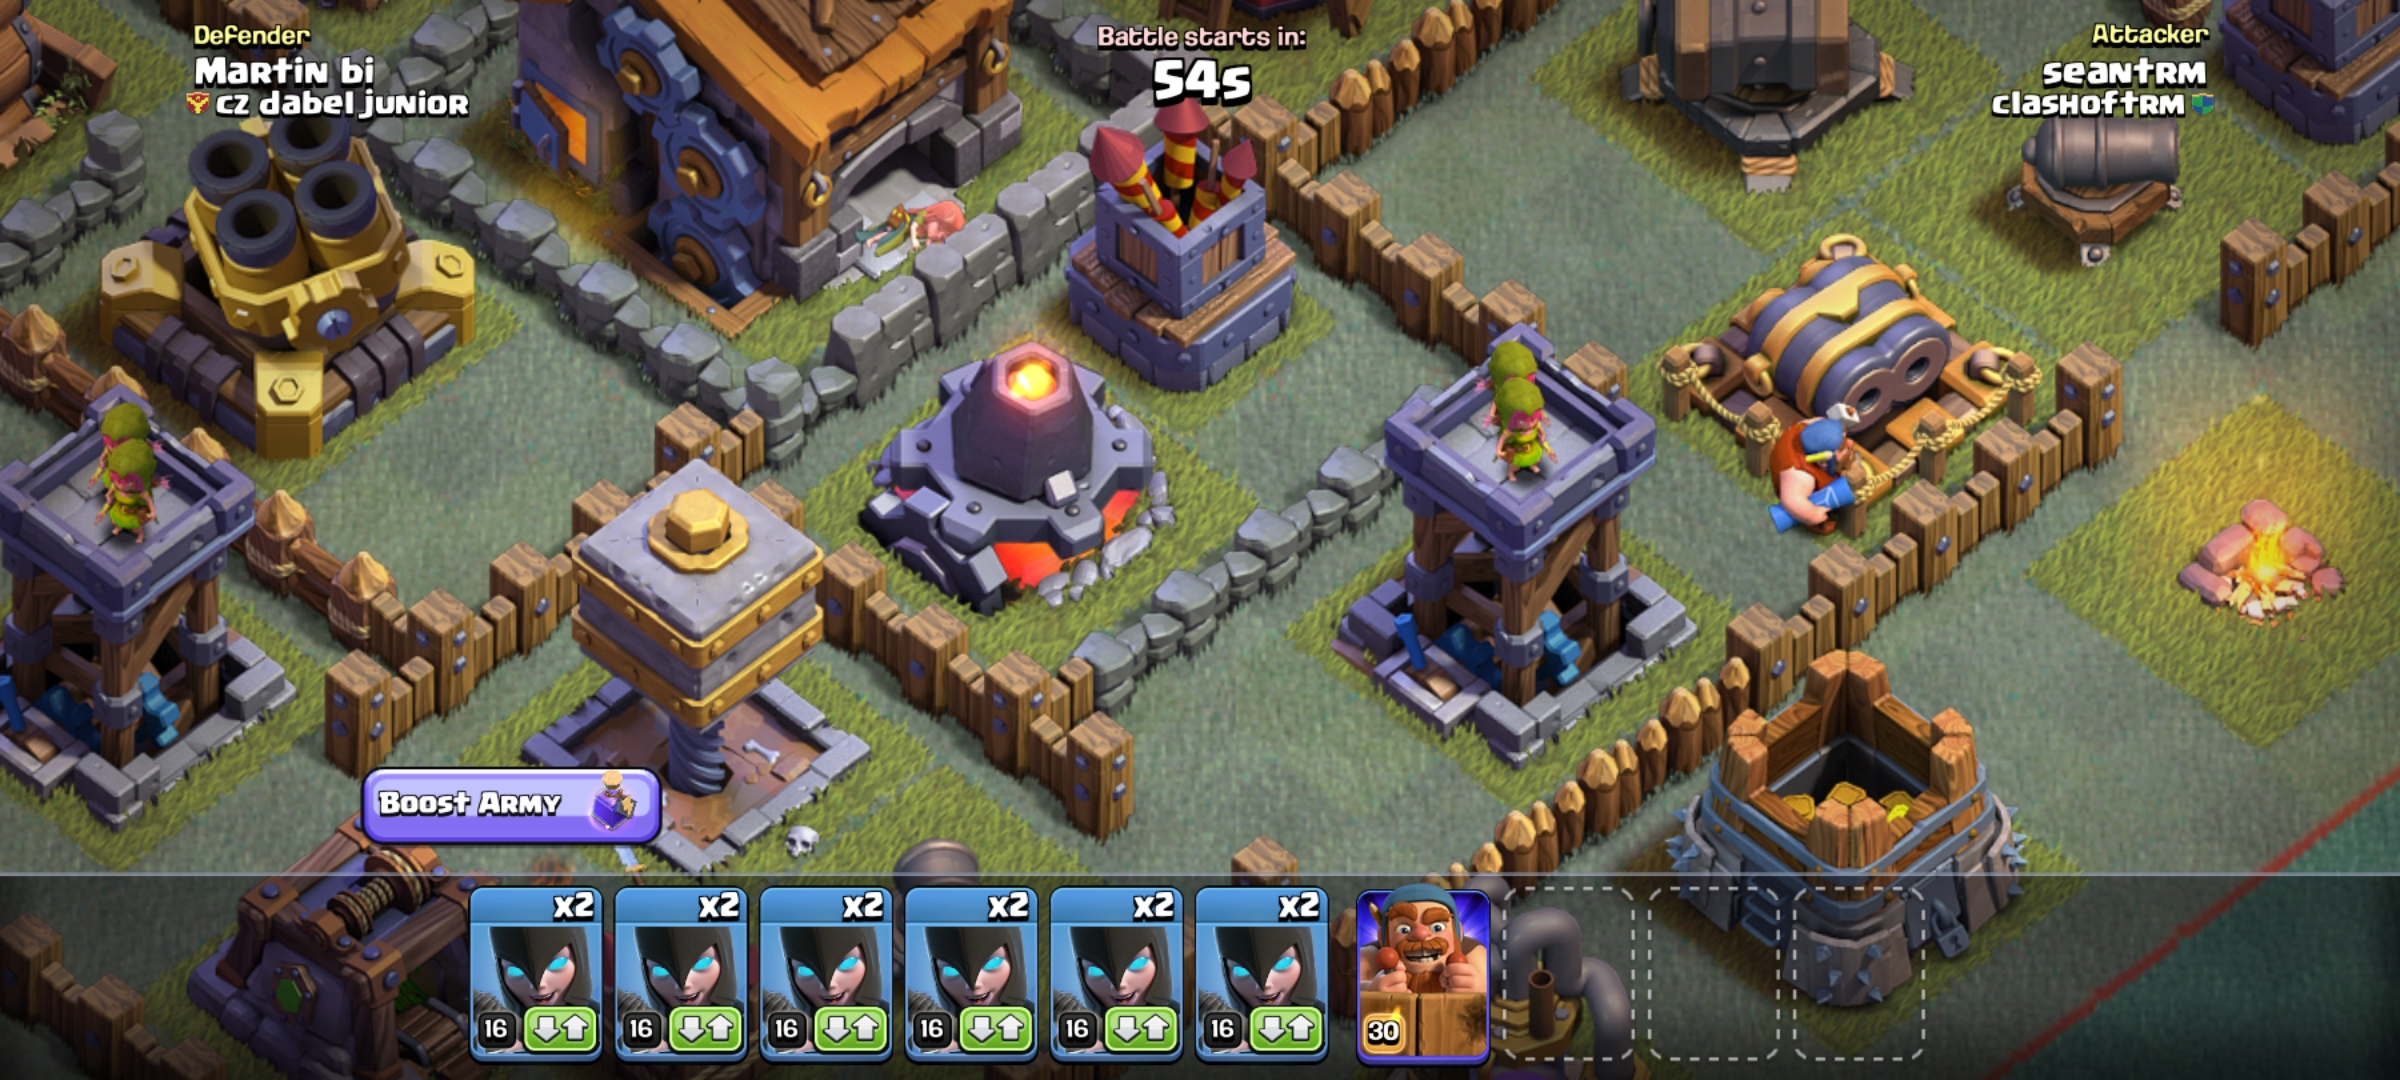 Defender
Martin bi
cz dabel junior
Battle starts in:
54s
Attacker
seantRM
clashoftRM
Boost Army
x2
x2
x2
x2
x2
x2
16
16
16
16
16
16
30